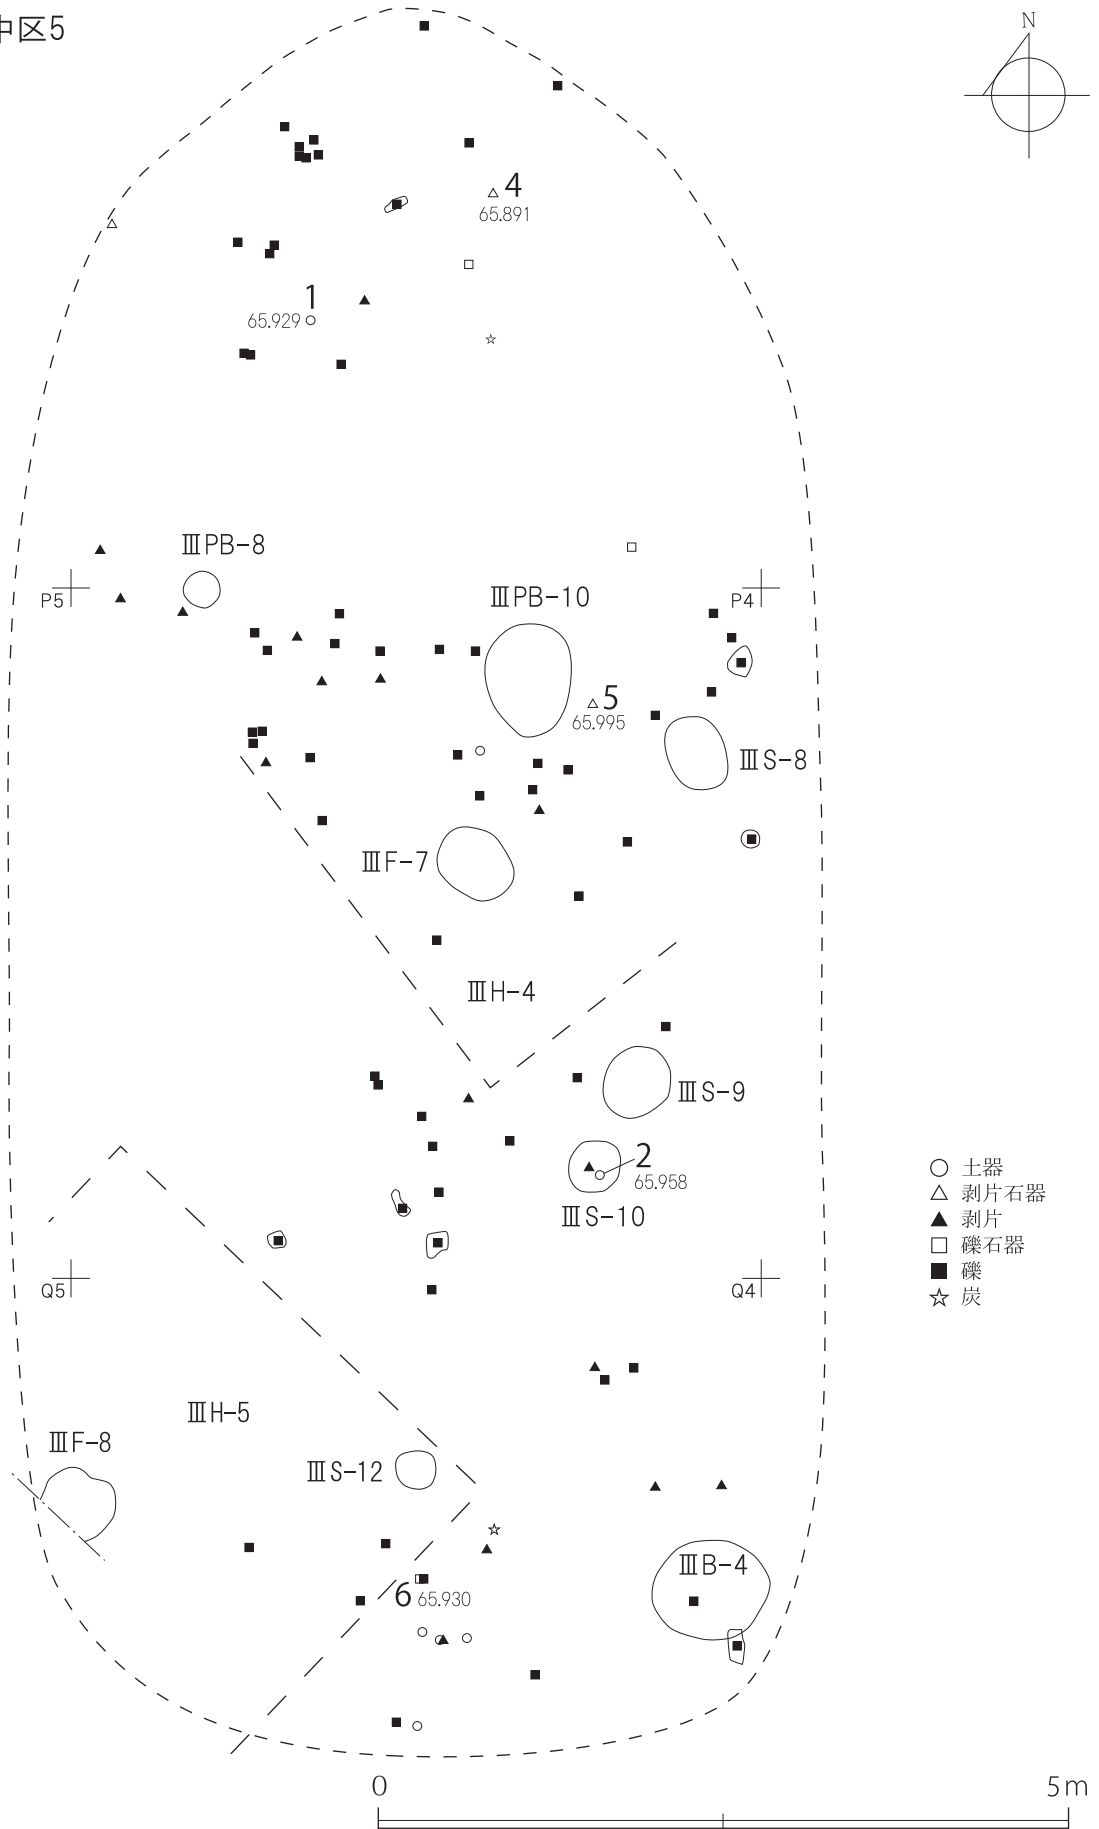 中区5
N
4
65.891
1
65.929
ⅢPB-8
P5
ⅢPB-10
P4
5
65.995
ⅢS-8
ⅢF-7
ⅢH-4
ⅢS-9
2
65.958
ⅢS-10
○ 土器
△ 剥片石器
▲ 剥片
□ 礫石器
■ 礫
☆ 炭
Q5
Q4
ⅢH-5
ⅢF-8
ⅢS-12
ⅢB-4
6 65.930
0 5m